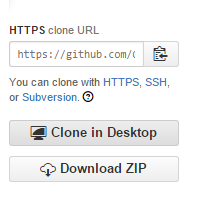 HTTPS clone URL
https://github.com/
You can clone with HTTPS, SSH,
or Subversion.
Clone in Desktop
Download ZIP